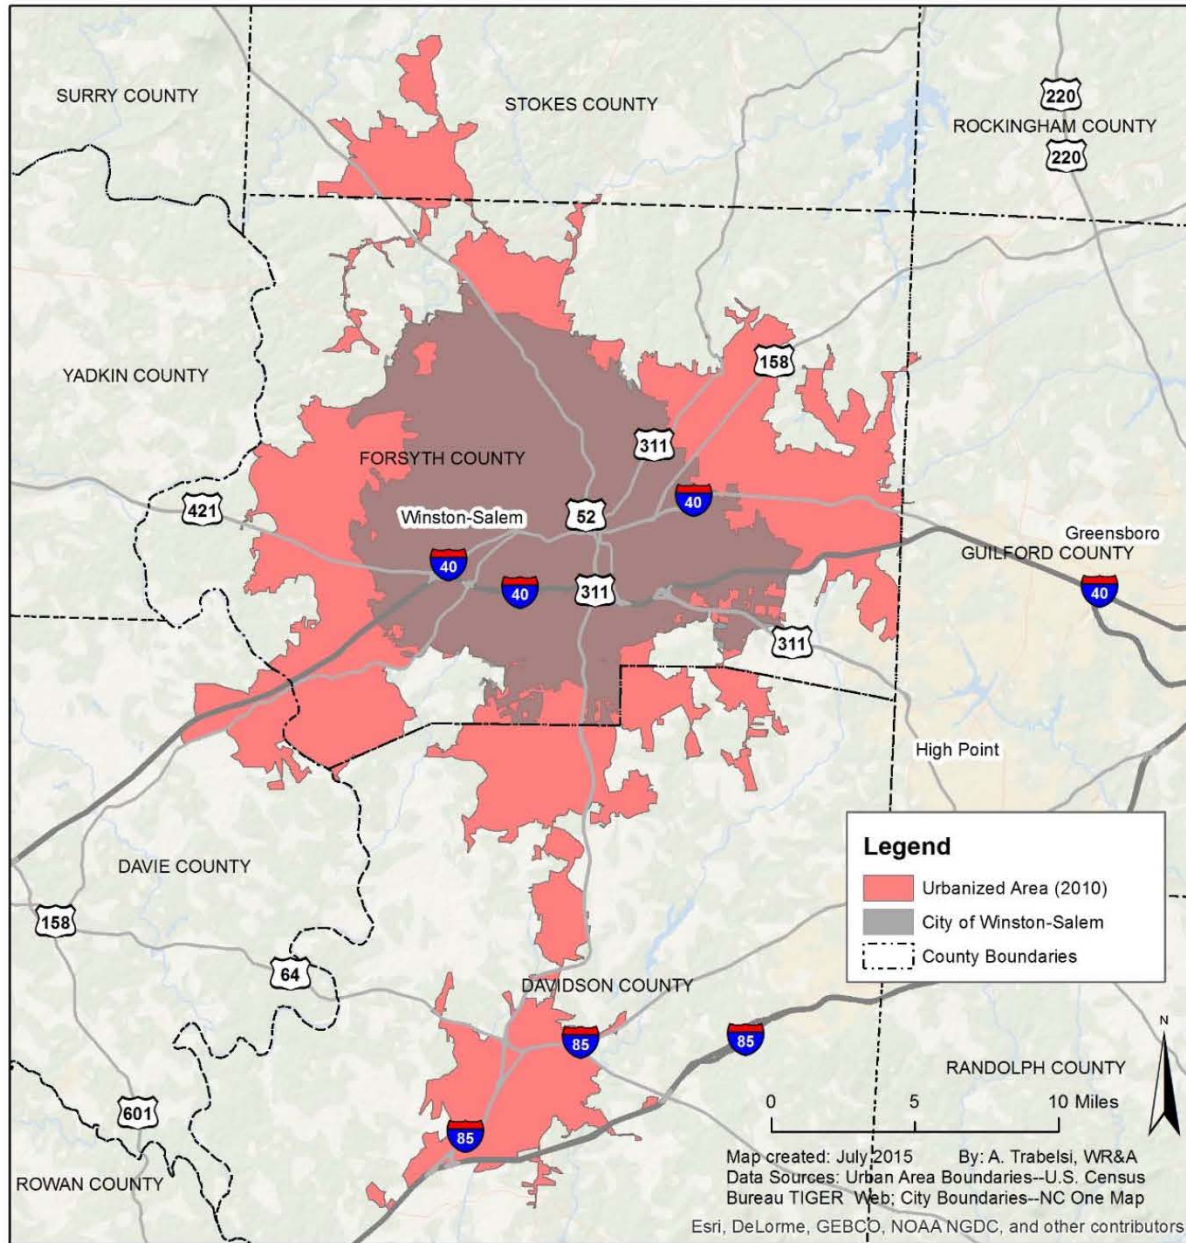 SURRY COUNTY
STOKES COUNTY
220
ROCKINGHAM COUNTY
220
YADKIN COUNTY
158
311
FORSYTH COUNTY
421
Winston-Salem
52
40
Greensboro
GUILFORD COUNTY
40
40
311
40
311
High Point
Legend
Urbanized Area (2010)
City of Winston-Salem
County Boundaries
DAVIE COUNTY
158
64
DAVIDSON COUNTY
85
85
N
RANDOLPH COUNTY
601
85
0 5 10 Miles
ROWAN COUNTY
Map created: July 2015 By: A. Trabelsi, WR&A
Data Sources: Urban Area Boundaries--U.S. Census
Bureau TIGER Web; City Boundaries--NC One Map
Esri, DeLorme, GEBCO, NOAA NGDC, and other contributors